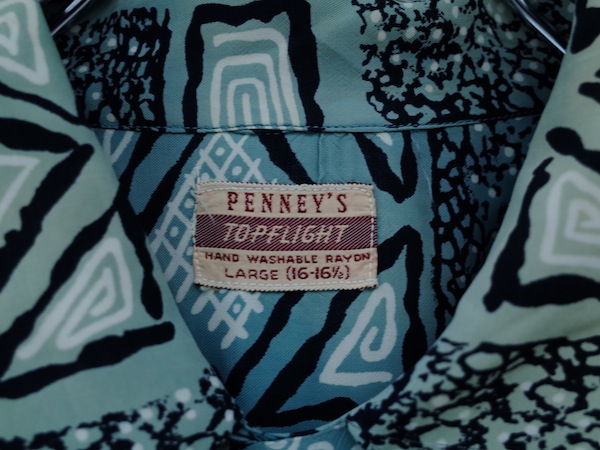 PENNEY'S
TOPFLIGHT
HAND WASHABLE RAYON
LARGE (16-16½)